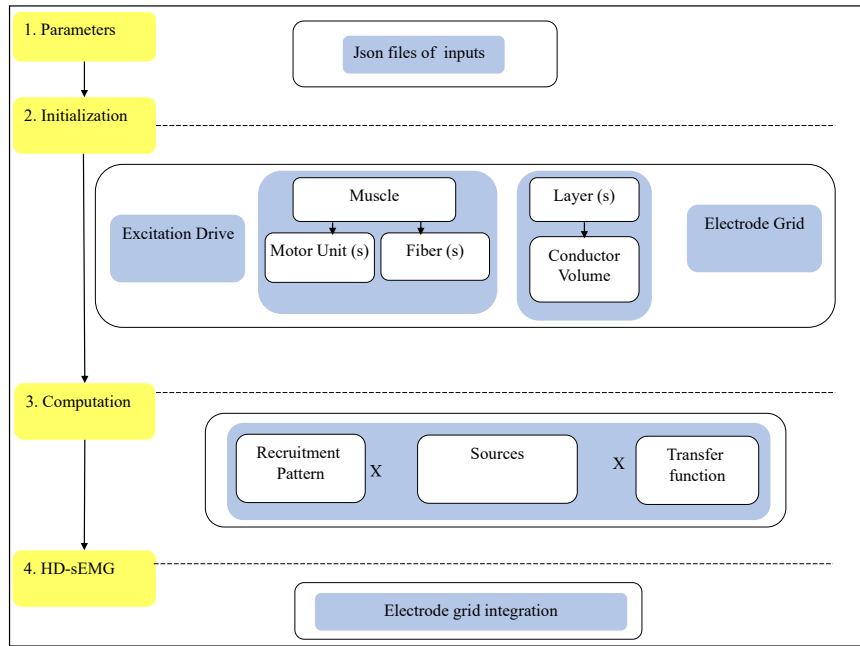 1. Parameters
Json files of inputs
2. Initialization
Excitation Drive
Muscle
Motor Unit (s)
Fiber (s)
Layer (s)
Conductor
Volume
Electrode Grid
3. Computation
Recruitment
Pattern
X
Sources
X
Transfer
function
4. HD-sEMG
Electrode grid integration